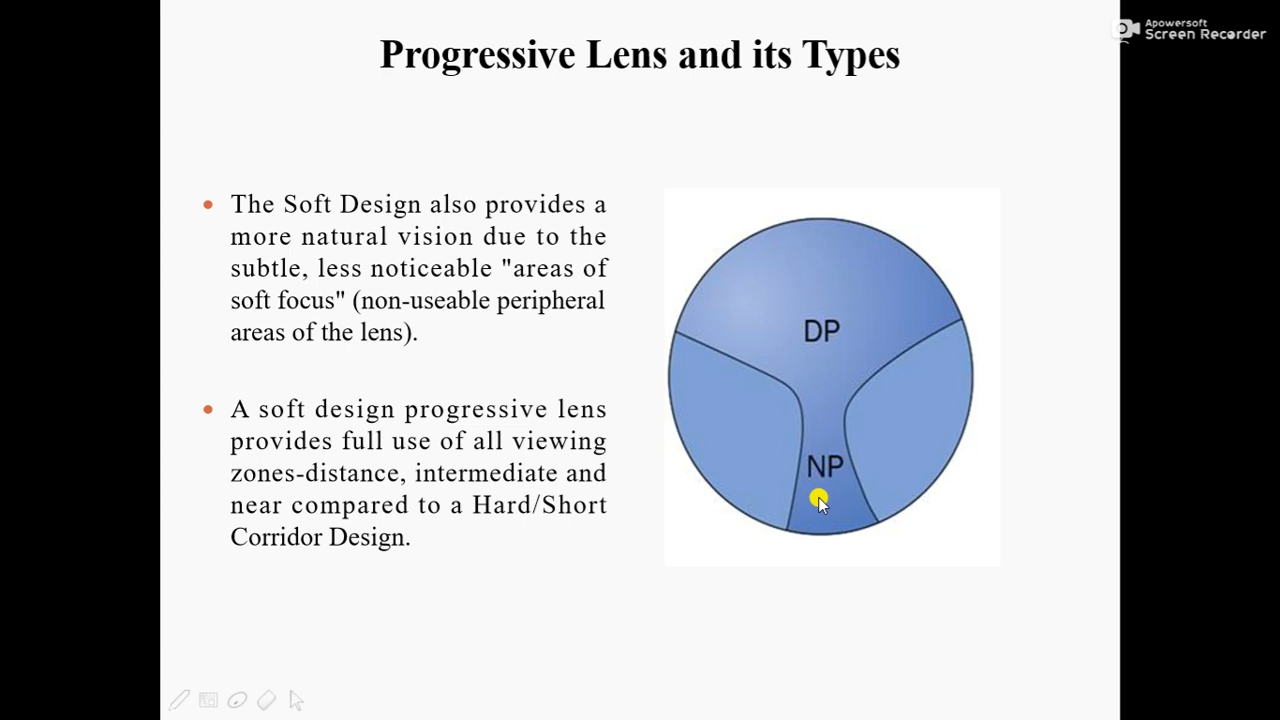 Apowersoft
Screen Recorder
Progressive Lens and its Types
• The Soft Design also provides a
more natural vision due to the
subtle, less noticeable "areas of
soft focus" (non-useable peripheral
areas of the lens).
• A soft design progressive lens
provides full use of all viewing
zones-distance, intermediate and
near compared to a Hard/Short
Corridor Design.
DP
NP